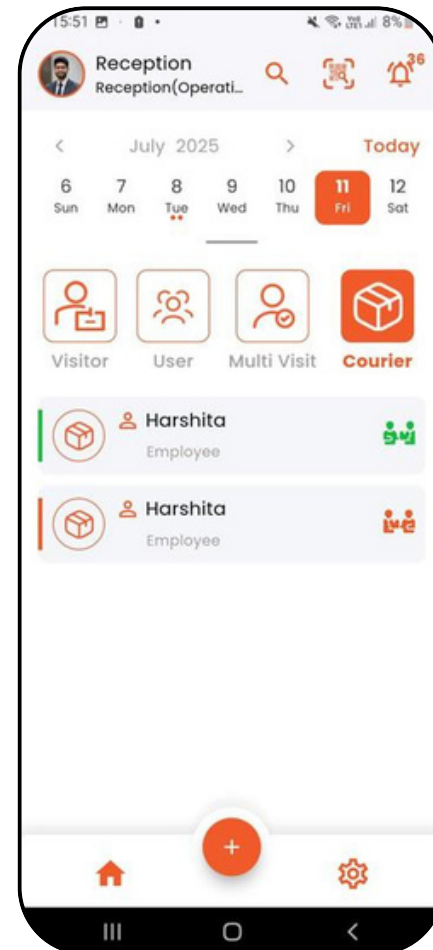 15:51 8%
Reception
Reception(Operati...
36
July 2025 Today
6 7 8 9 10 11 12
Sun Mon Tue Wed Thu Fri Sat
Visitor User Multi Visit Courier
Harshita
Employee
Harshita
Employee